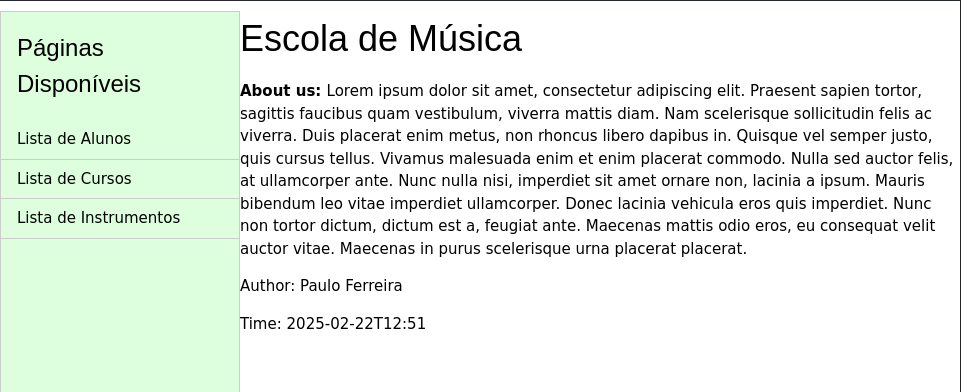 Páginas
Disponíveis
Lista de Alunos
Lista de Cursos
Lista de Instrumentos
Escola de Música
About us: Lorem ipsum dolor sit amet, consectetur adipiscing elit. Praesent sapien tortor,
sagittis faucibus quam vestibulum, viverra mattis diam. Nam scelerisque sollicitudin felis ac
viverra. Duis placerat enim metus, non rhoncus libero dapibus in. Quisque vel semper justo,
quis cursus tellus. Vivamus malesuada enim et enim placerat commodo. Nulla sed auctor felis,
at ullamcorper ante. Nunc nulla nisi, imperdiet sit amet ornare non, lacinia a ipsum. Mauris
bibendum leo vitae imperdiet ullamcorper. Donec lacinia vehicula eros quis imperdiet. Nunc
non tortor dictum, dictum est a, feugiat ante. Maecenas mattis odio eros, eu consequat velit
auctor vitae. Maecenas in purus scelerisque urna placerat placerat.
Author: Paulo Ferreira
Time: 2025-02-22T12:51